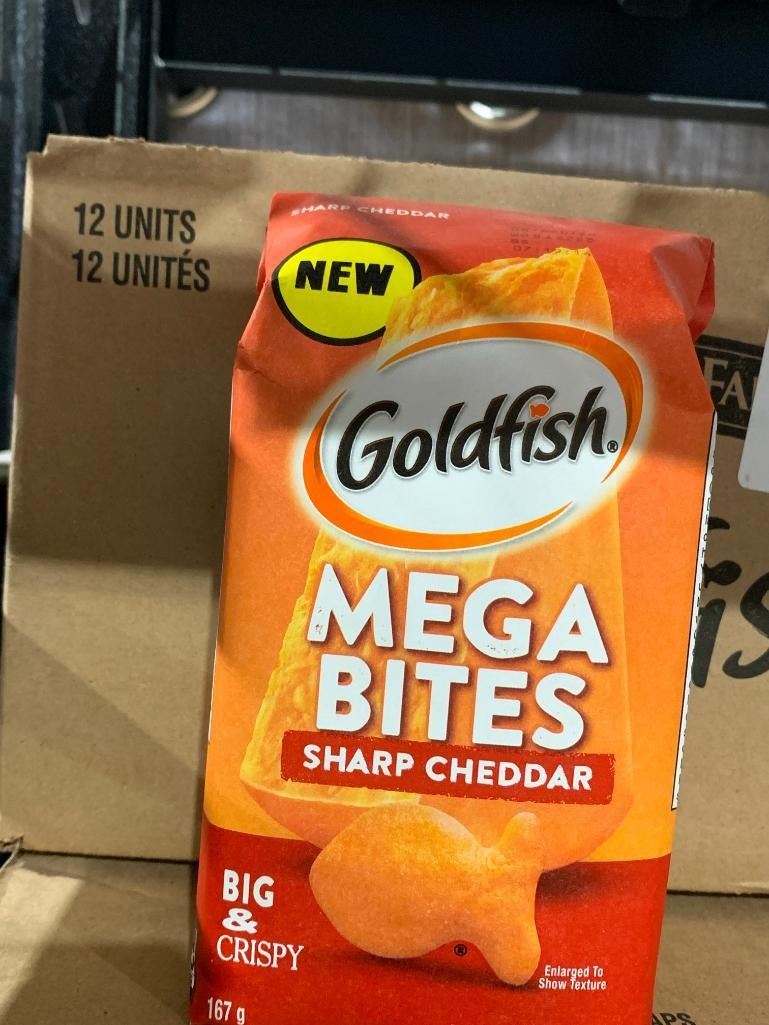 12 UNITS
12 UNITÉS
SHARP CHEDDAR
NEW
Goldfish®
MEGA
BITES
SHARP CHEDDAR
BIG
&
CRISPY
®
Enlarged To
Show Texture
167 g